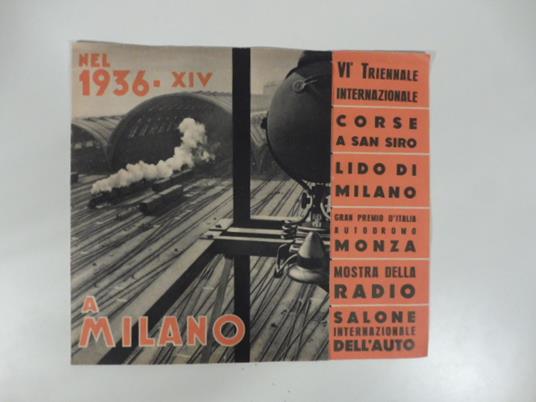 NEL
1936 - XIV
A
MILANO
VIª TRIENNALE
INTERNAZIONALE
CORSE
A SAN SIRO
LIDO DI
MILANO
GRAN PREMIO D'ITALIA
AUTODROMO
MONZA
MOSTRA DELLA
RADIO
SALONE
INTERNAZIONALE
DELL'AUTO